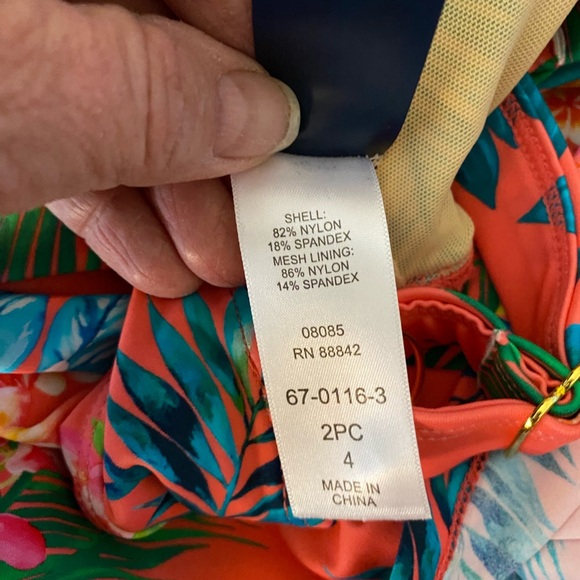 SHELL:
82% NYLON
18% SPANDEX
MESH LINING:
86% NYLON
14% SPANDEX
08085
RN 88842
67-0116-3
2PC
4
MADE IN
CHINA